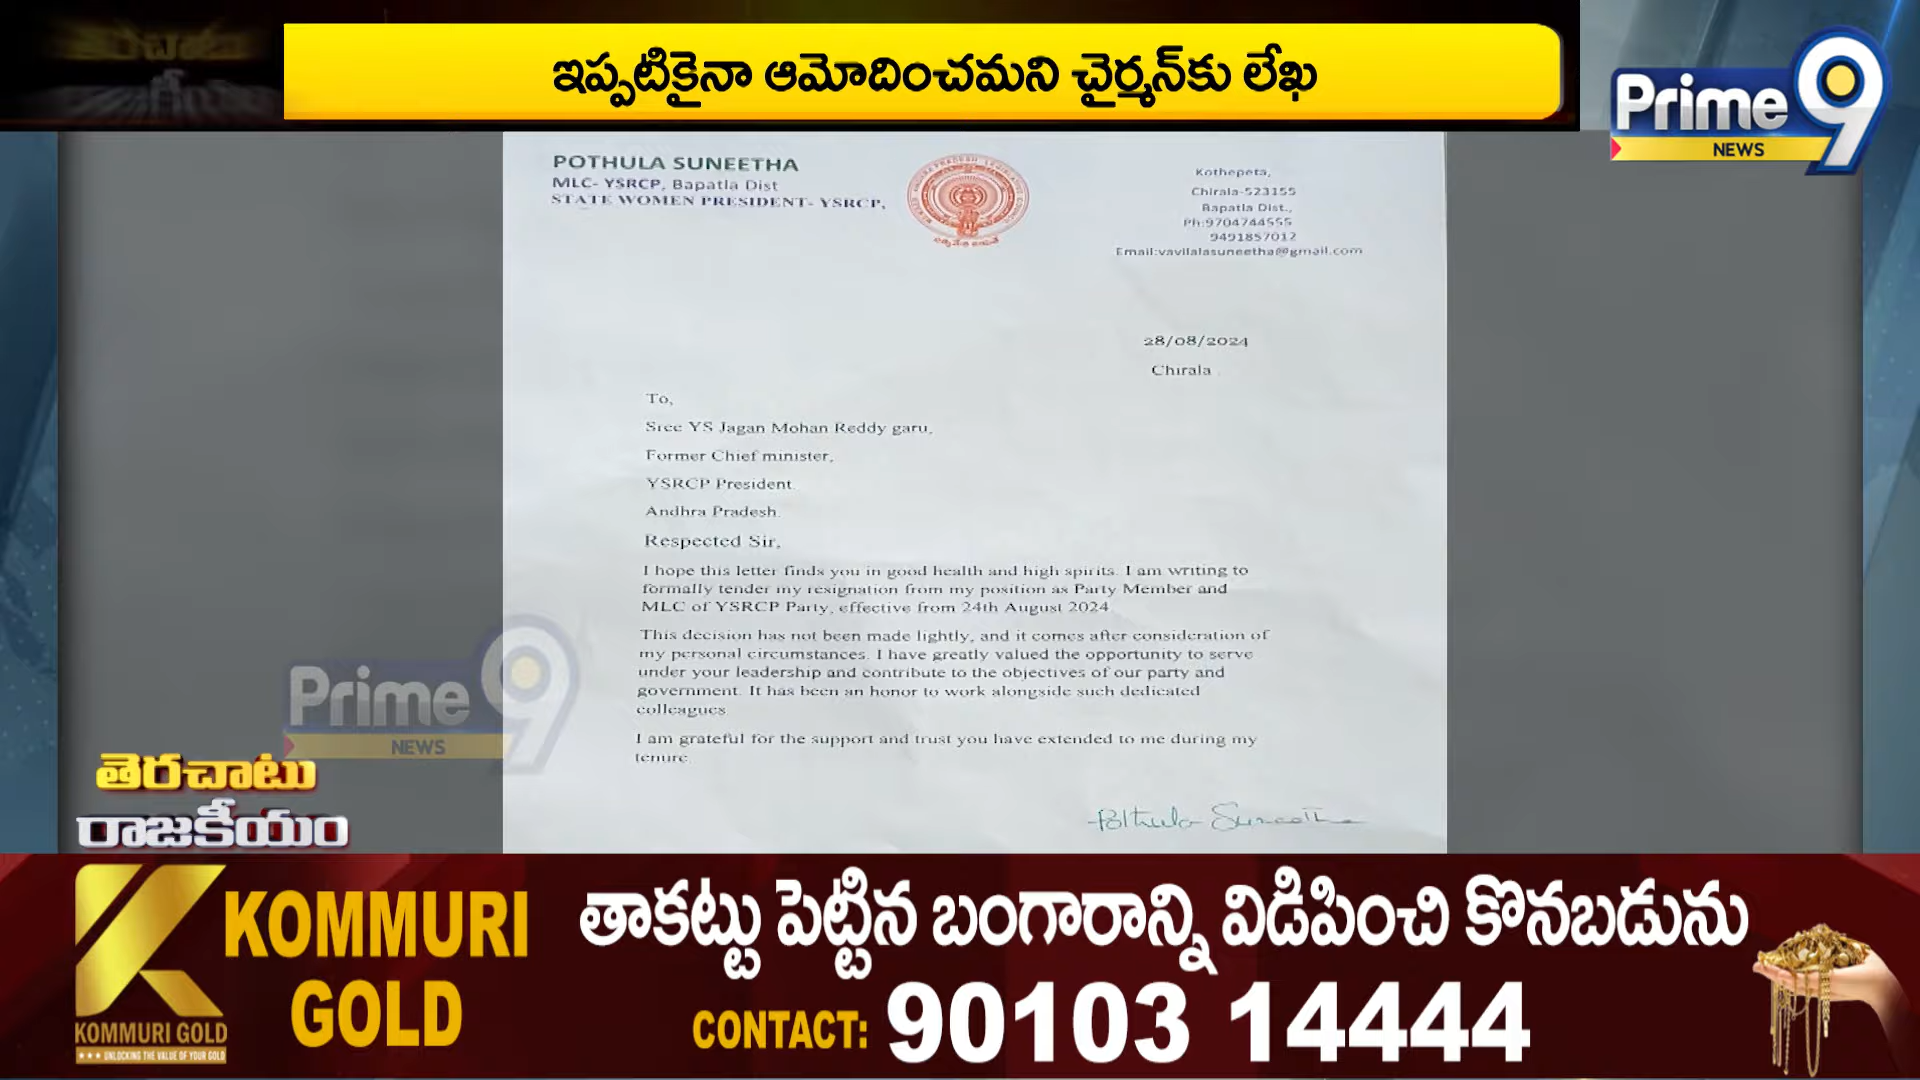 ఇప్పటికైనా ఆమోదించమని చైర్మన్‌కు లేఖ
Prime9
NEWS
POTHULA SUNEETHA
MLC- YSRCP, Bapatla Dist
STATE WOMEN PRESIDENT- YSRCP,
Kothepeta,
Chirala-523155
Bapatla Dist.,
Ph:9704744555
9491857012
Email:vavilalasuneetha@gmail.com
28/08/2024
Chirala
To,
Sree YS Jagan Mohan Reddy garu,
Former Chief minister,
YSRCP President.
Andhra Pradesh.
Respected Sir,
I hope this letter finds you in good health and high spirits. I am writing to
formally tender my resignation from my position as Party Member and
MLC of YSRCP Party, effective from 24th August 2024
This decision has not been made lightly, and it comes after consideration of
my personal circumstances. I have greatly valued the opportunity to serve
under your leadership and contribute to the objectives of our party and
government. It has been an honor to work alongside such dedicated
colleagues
I am grateful for the support and trust you have extended to me during my
tenure
Pothula Suneetha
Prime9
NEWS
తెరచాటు
రాజకీయం
KOMMURI
GOLD
KOMMURI GOLD
UNLOCKING THE VALUE OF YOUR GOLD
తాకట్టు పెట్టిన బంగారాన్ని విడిపించి కొనబడును
CONTACT: 90103 14444